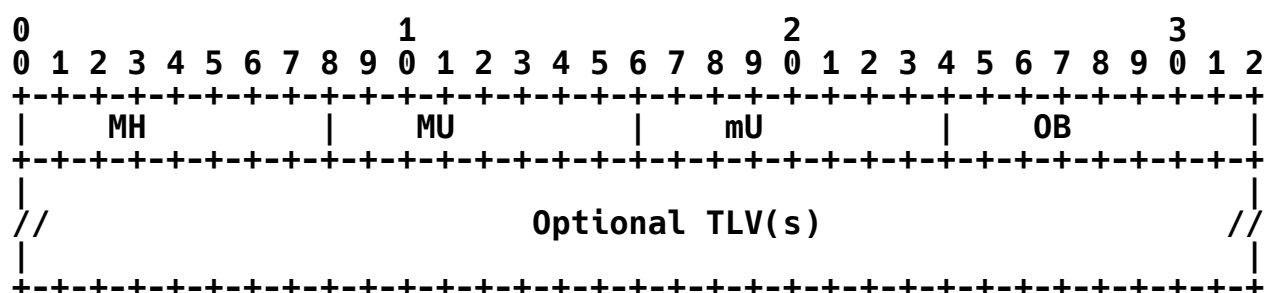 0                   1                   2                   3
0 1 2 3 4 5 6 7 8 9 0 1 2 3 4 5 6 7 8 9 0 1 2 3 4 5 6 7 8 9 0 1 2
+-+-+-+-+-+-+-+-+-+-+-+-+-+-+-+-+-+-+-+-+-+-+-+-+-+-+-+-+-+-+-+-+
|    MH         |    MU         |    mU         |    OB         |
+-+-+-+-+-+-+-+-+-+-+-+-+-+-+-+-+-+-+-+-+-+-+-+-+-+-+-+-+-+-+-+-+
|                                                               |
//                         Optional TLV(s)                     //
|                                                               |
+-+-+-+-+-+-+-+-+-+-+-+-+-+-+-+-+-+-+-+-+-+-+-+-+-+-+-+-+-+-+-+-+